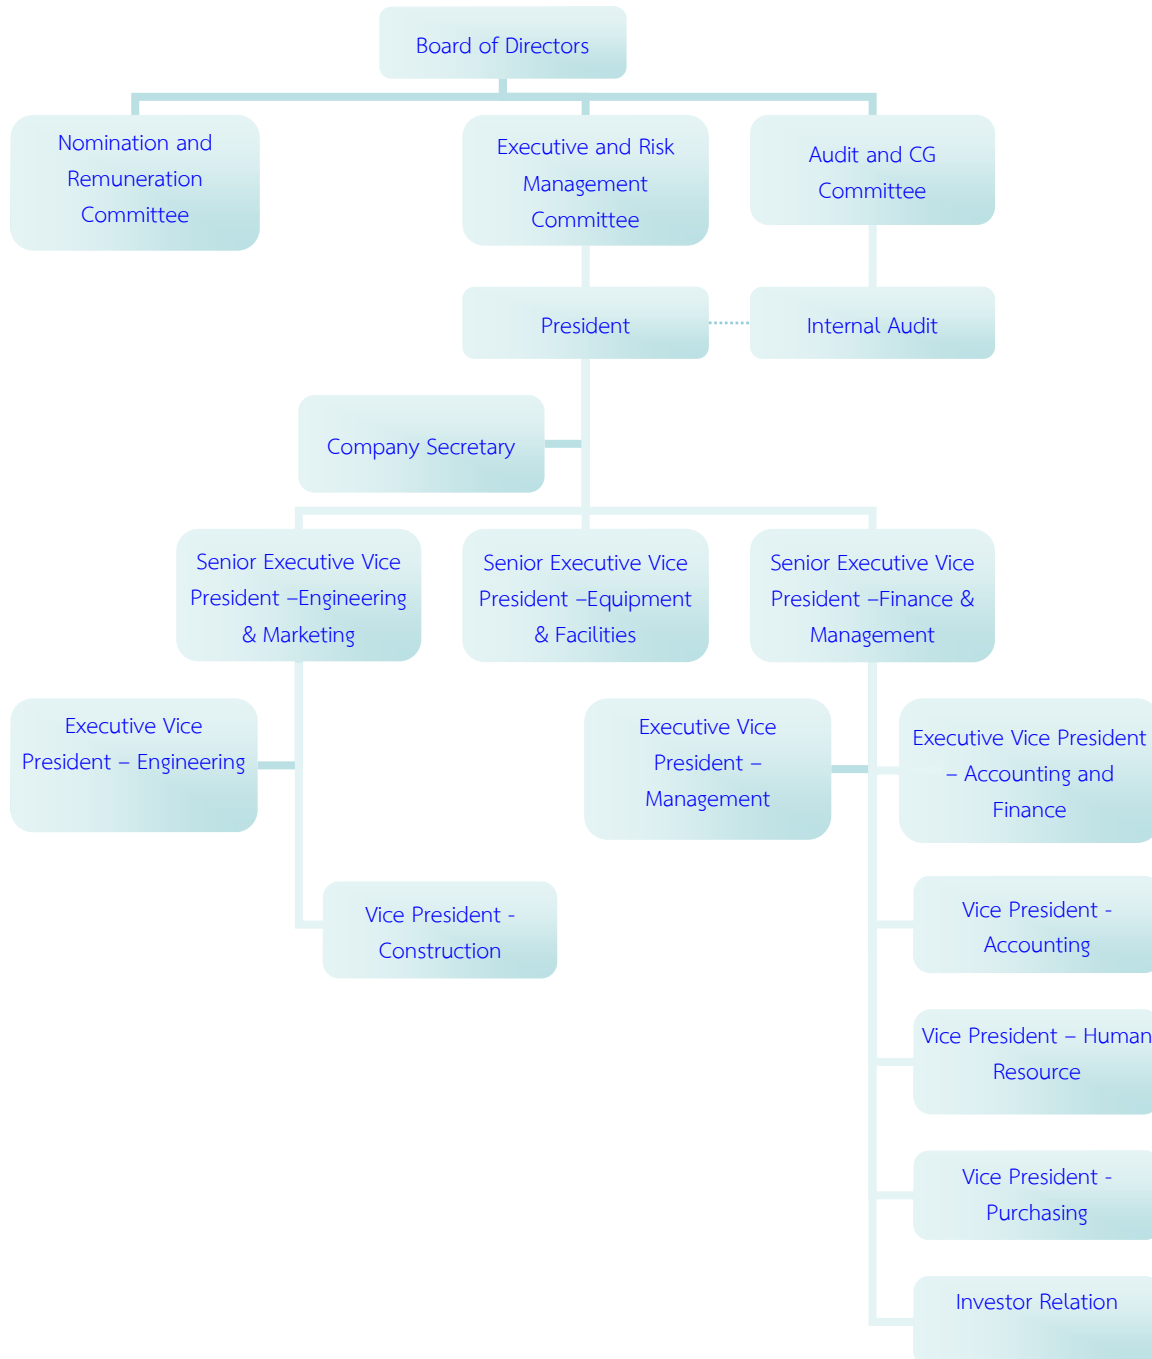 Board of Directors
Nomination and
Remuneration
Committee
Executive and Risk
Management
Committee
Audit and CG
Committee
President
Internal Audit
Company Secretary
Senior Executive Vice
President –Engineering
& Marketing
Senior Executive Vice
President –Equipment
& Facilities
Senior Executive Vice
President –Finance &
Management
Executive Vice
President – Engineering
Executive Vice
President –
Management
Executive Vice President
– Accounting and
Finance
Vice President -
Construction
Vice President -
Accounting
Vice President – Human
Resource
Vice President -
Purchasing
Investor Relation